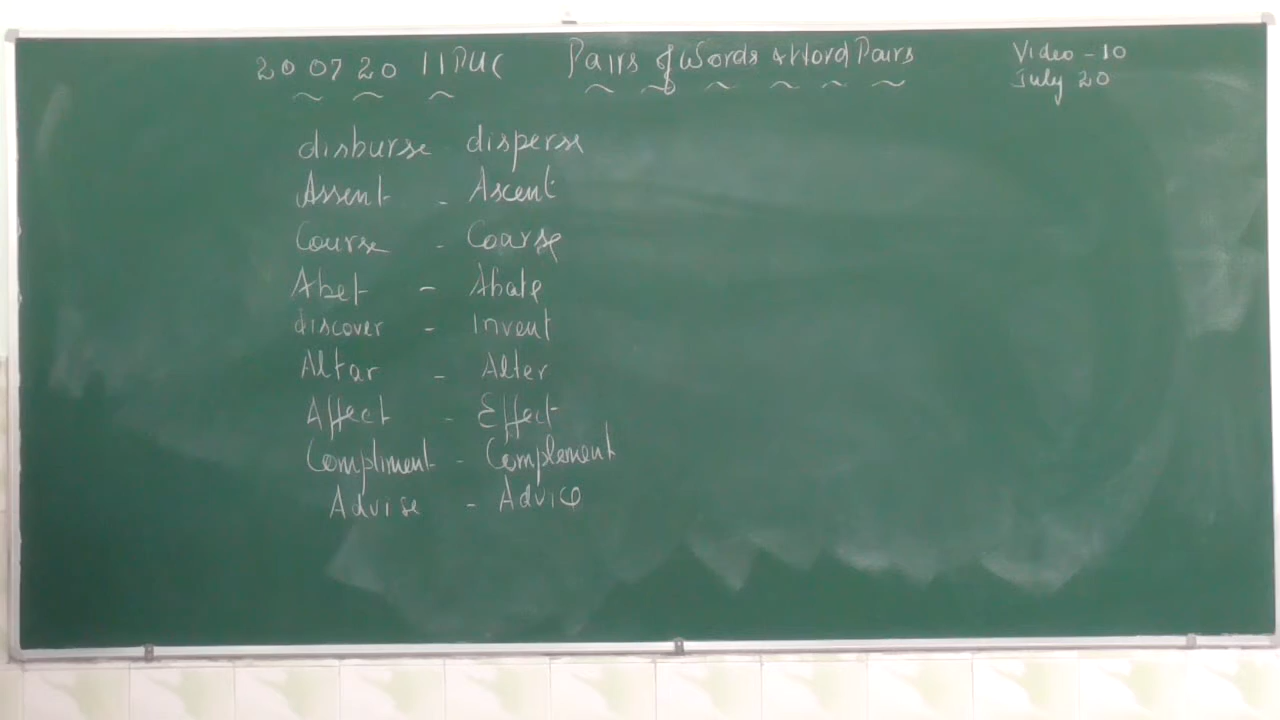 20 07 20 II PUC Pairs of Words & Word Pairs
Video - 10
July 20
disburse disperse
Assent - Ascent
Course - Coarse
Abet - Abate
discover - Invent
Altar - Alter
Affect - Effect
Compliment - Complement
Advise - Advice